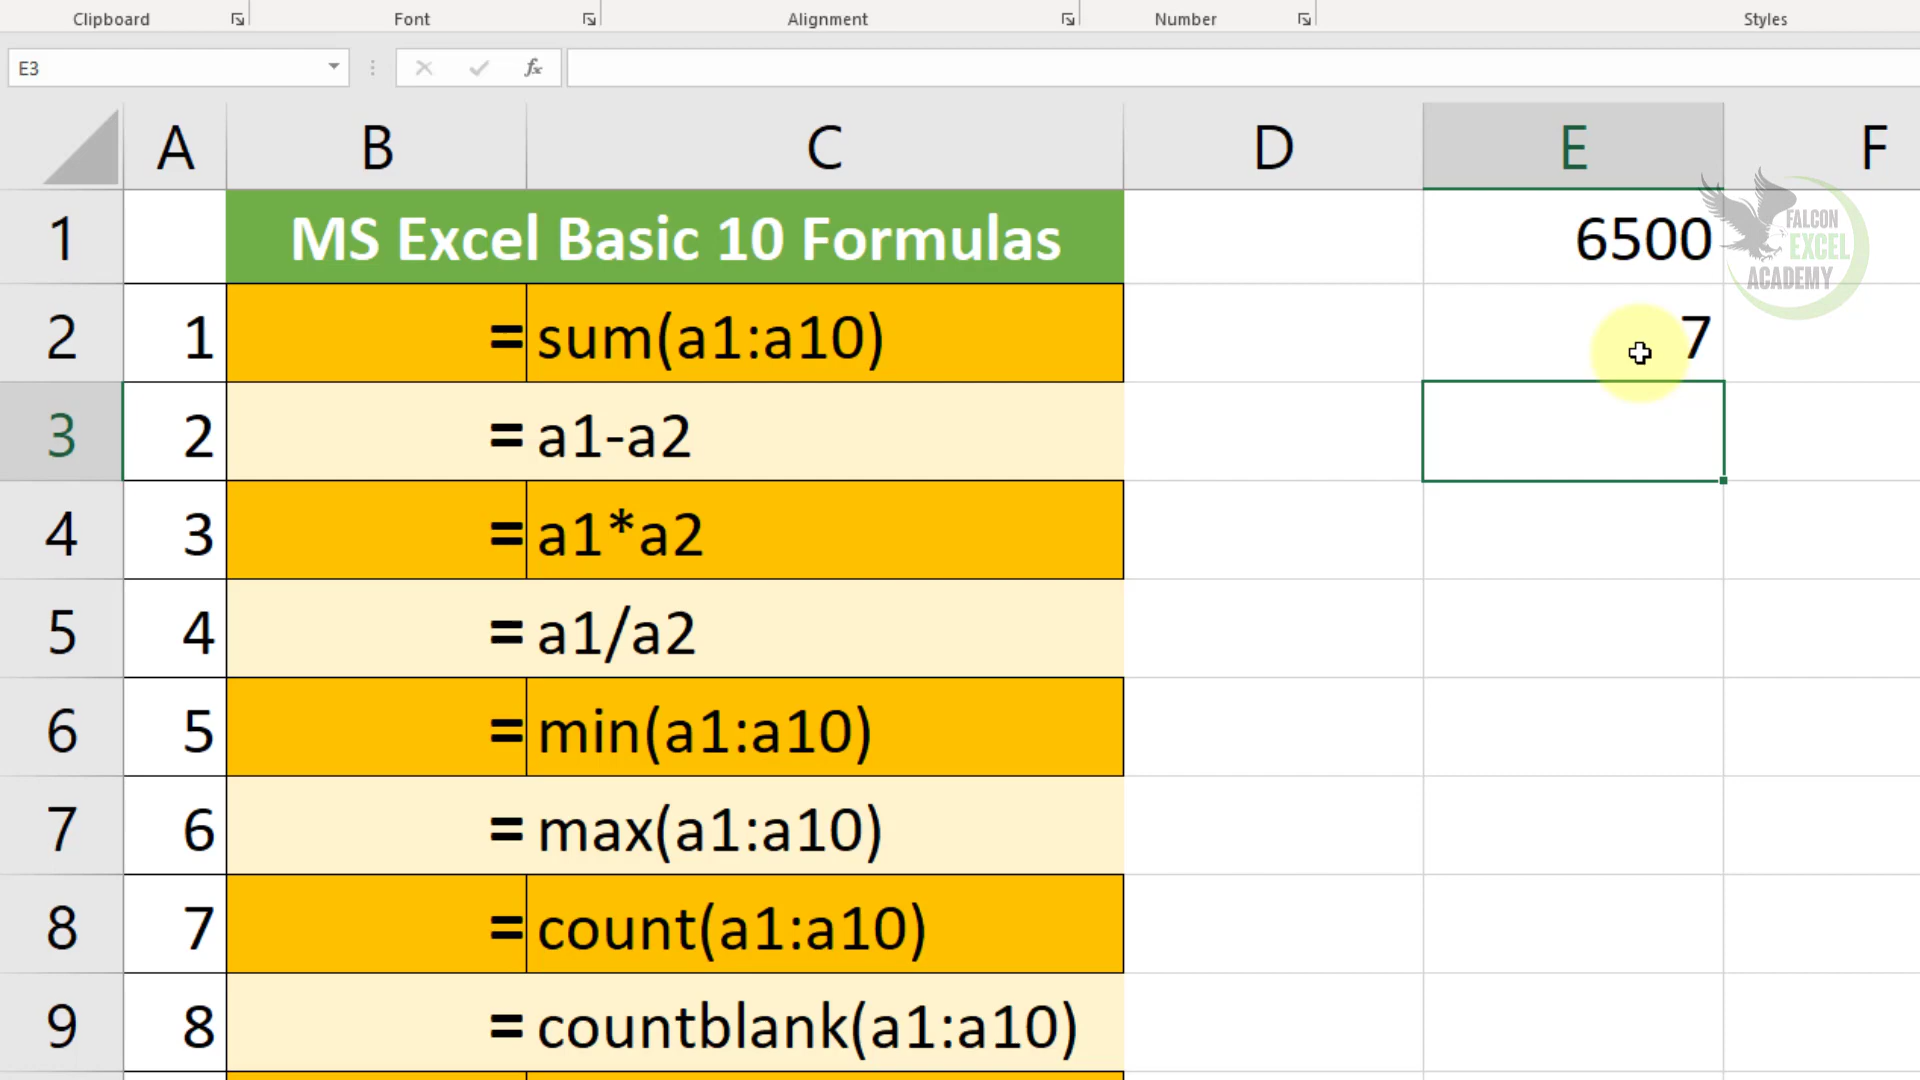 Clipboard Font Alignment Number Styles
E3 fx
A B C D E F
1 MS Excel Basic 10 Formulas 6500
FALCON
EXCEL
ACADEMY
2 1 = sum(a1:a10) 7
3 2 = a1-a2
4 3 = a1*a2
5 4 = a1/a2
6 5 = min(a1:a10)
7 6 = max(a1:a10)
8 7 = count(a1:a10)
9 8 = countblank(a1:a10)